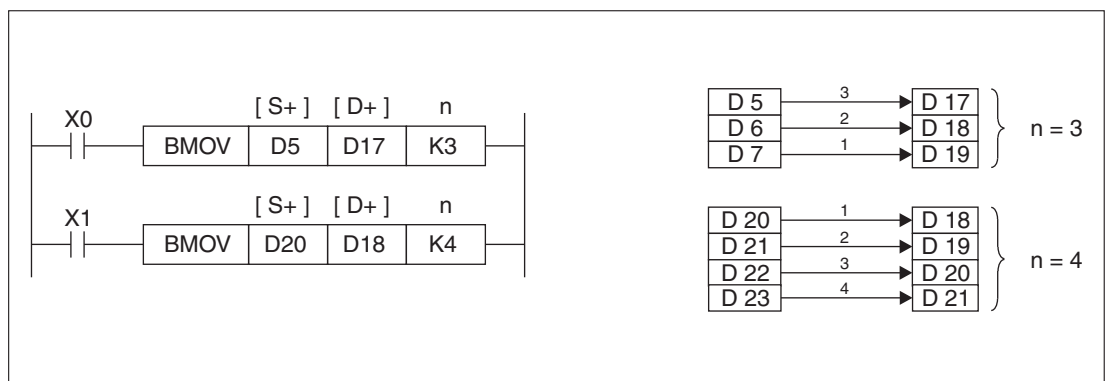 [ S+ ] [ D+ ] n
X0
BMOV D5 D17 K3
[ S+ ] [ D+ ] n
X1
BMOV D20 D18 K4
D 5 3 D 17
D 6 2 D 18
D 7 1 D 19
n = 3
D 20 1 D 18
D 21 2 D 19
D 22 3 D 20
D 23 4 D 21
n = 4